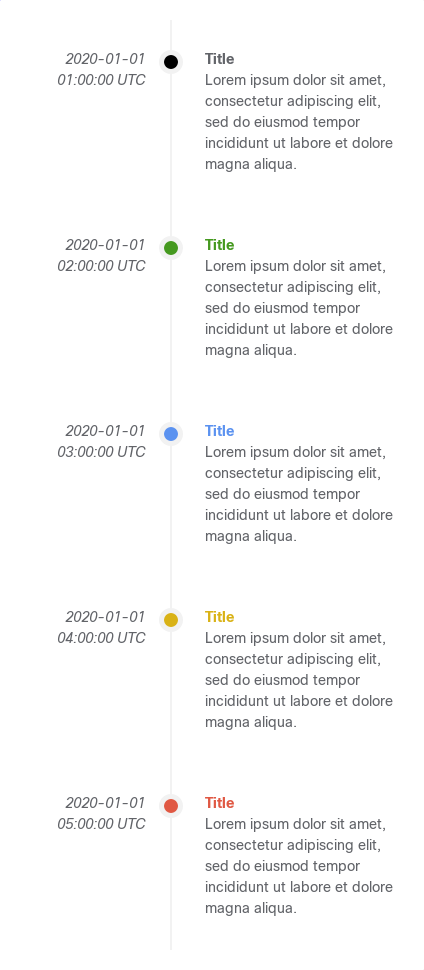 2020-01-01
01:00:00 UTC
Title
Lorem ipsum dolor sit amet,
consectetur adipiscing elit,
sed do eiusmod tempor
incididunt ut labore et dolore
magna aliqua.
2020-01-01
02:00:00 UTC
Title
Lorem ipsum dolor sit amet,
consectetur adipiscing elit,
sed do eiusmod tempor
incididunt ut labore et dolore
magna aliqua.
2020-01-01
03:00:00 UTC
Title
Lorem ipsum dolor sit amet,
consectetur adipiscing elit,
sed do eiusmod tempor
incididunt ut labore et dolore
magna aliqua.
2020-01-01
04:00:00 UTC
Title
Lorem ipsum dolor sit amet,
consectetur adipiscing elit,
sed do eiusmod tempor
incididunt ut labore et dolore
magna aliqua.
2020-01-01
05:00:00 UTC
Title
Lorem ipsum dolor sit amet,
consectetur adipiscing elit,
sed do eiusmod tempor
incididunt ut labore et dolore
magna aliqua.